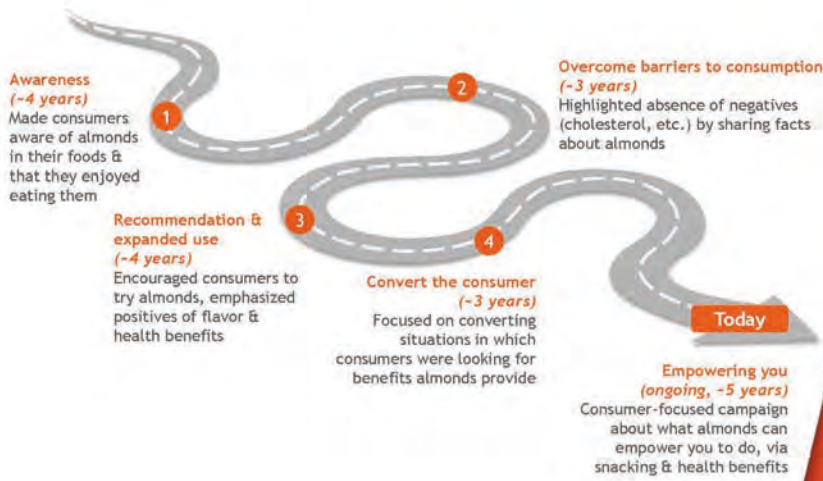 Awareness
(~4 years)
Made consumers
aware of almonds
in their foods &
that they enjoyed
eating them
1
2
Overcome barriers to consumption
(~3 years)
Highlighted absence of negatives
(cholesterol, etc.) by sharing facts
about almonds
Recommendation &
expanded use
(~4 years)
Encouraged consumers to
try almonds, emphasized
positives of flavor &
health benefits
3
4
Convert the consumer
(~3 years)
Focused on converting
situations in which
consumers were looking for
benefits almonds provide
Today
Empowering you
(ongoing, ~5 years)
Consumer-focused campaign
about what almonds can
empower you to do, via
snacking & health benefits